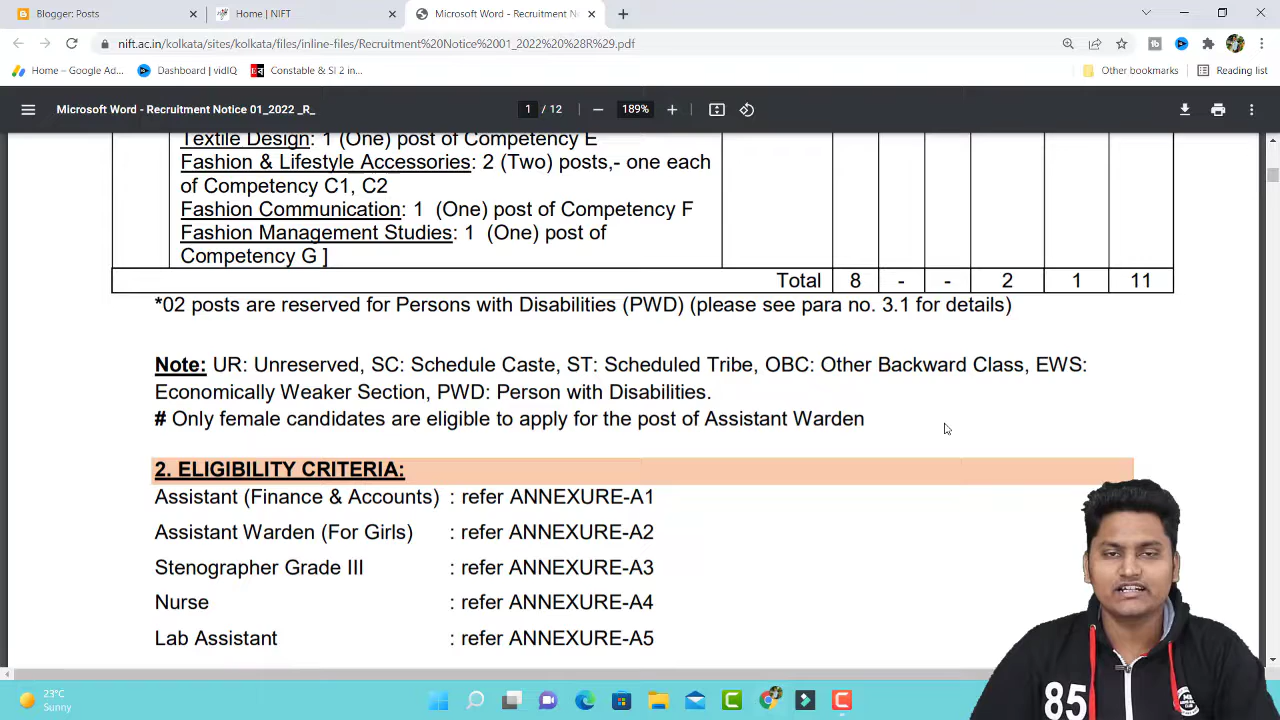 Blogger: Posts
Home | NIFT
Microsoft Word - Recruitment No
nift.ac.in/kolkata/sites/kolkata/files/inline-files/Recruitment%20Notice%2001_2022%20%28R%29.pdf
Home – Google Ad...
Dashboard | vidIQ
Constable & SI 2 in...
Other bookmarks
Reading list
Microsoft Word - Recruitment Notice 01_2022 _R_
1 / 12
189%
Textile Design: 1 (One) post of Competency E
Fashion & Lifestyle Accessories: 2 (Two) posts,- one each
of Competency C1, C2
Fashion Communication: 1 (One) post of Competency F
Fashion Management Studies: 1 (One) post of
Competency G ]
Total 8 - - 2 1 11
*02 posts are reserved for Persons with Disabilities (PWD) (please see para no. 3.1 for details)
Note: UR: Unreserved, SC: Schedule Caste, ST: Scheduled Tribe, OBC: Other Backward Class, EWS:
Economically Weaker Section, PWD: Person with Disabilities.
# Only female candidates are eligible to apply for the post of Assistant Warden
2. ELIGIBILITY CRITERIA:
Assistant (Finance & Accounts) : refer ANNEXURE-A1
Assistant Warden (For Girls) : refer ANNEXURE-A2
Stenographer Grade III : refer ANNEXURE-A3
Nurse : refer ANNEXURE-A4
Lab Assistant : refer ANNEXURE-A5
85
23°C
Sunny